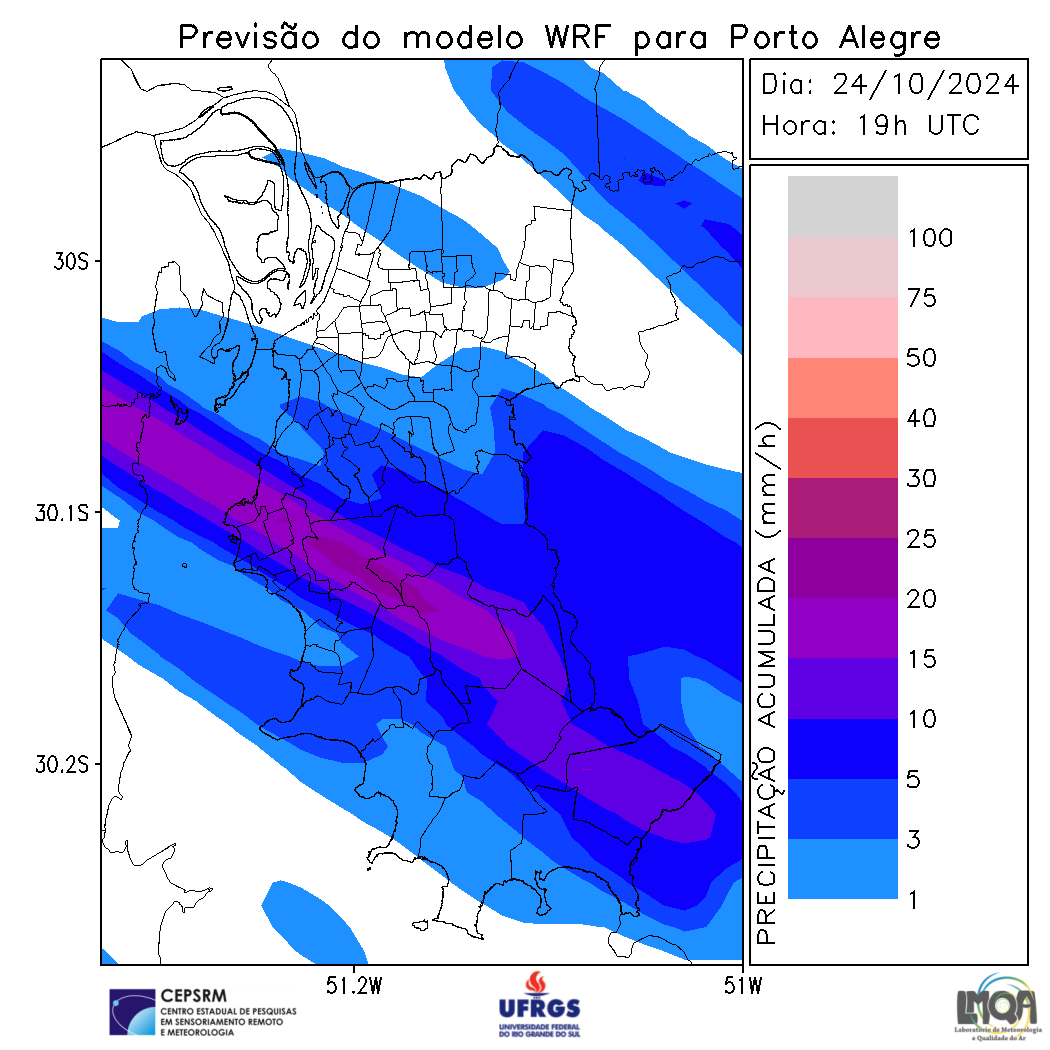 Previsão do modelo WRF para Porto Alegre
Dia: 24/10/2024
Hora: 19h UTC
30S
30.1S
30.2S
51.2W
51W
PRECIPITAÇÃO ACUMULADA (mm/h)
100
75
50
40
30
25
20
15
10
5
3
1
CEPSRM
CENTRO ESTADUAL DE PESQUISAS
EM SENSORIAMENTO REMOTO
E METEOROLOGIA
UFRGS
UNIVERSIDADE FEDERAL
DO RIO GRANDE DO SUL
LMQA
Laboratório de Meteorologia
e Qualidade do Ar